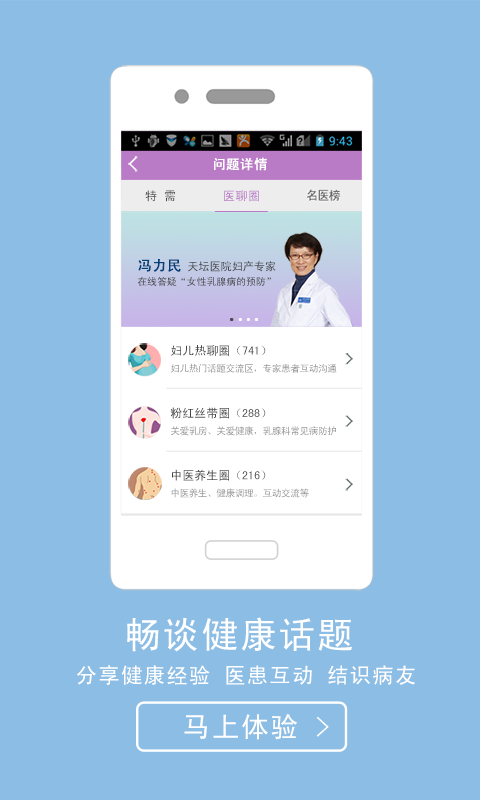 9:43
问题详情
特 需
医聊圈
名医榜
冯力民 天坛医院妇产专家
在线答疑“女性乳腺病的预防”
妇儿热聊圈（741）
妇儿热门话题交流区，专家患者互动沟通
粉红丝带圈（288）
关爱乳房、关爱健康，乳腺科常见病防护
中医养生圈（216）
中医养生、健康调理。互动交流等
畅谈健康话题
分享健康经验 医患互动 结识病友
马上体验